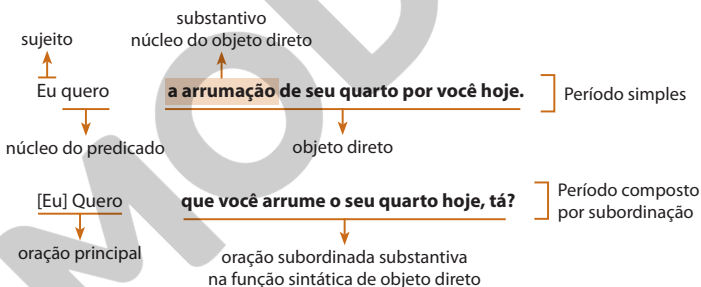 substantivo
sujeito núcleo do objeto direto
Eu quero a arrumação de seu quarto por você hoje. Período simples
núcleo do predicado objeto direto
[Eu] Quero que você arrume o seu quarto hoje, tá? Período composto
por subordinação
oração principal oração subordinada substantiva
na função sintática de objeto direto